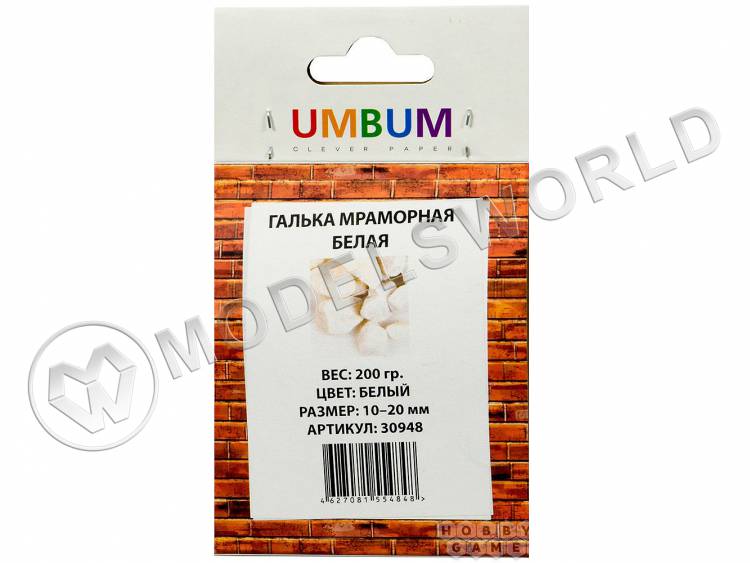 UMBUM
CLEVER PAPER
ГАЛЬКА МРАМОРНАЯ
БЕЛАЯ
ВЕС: 200 гр.
ЦВЕТ: БЕЛЫЙ
РАЗМЕР: 10–20 мм
АРТИКУЛ: 30948
4627081554848>
MODELSWORLD
HOBBY
GAME